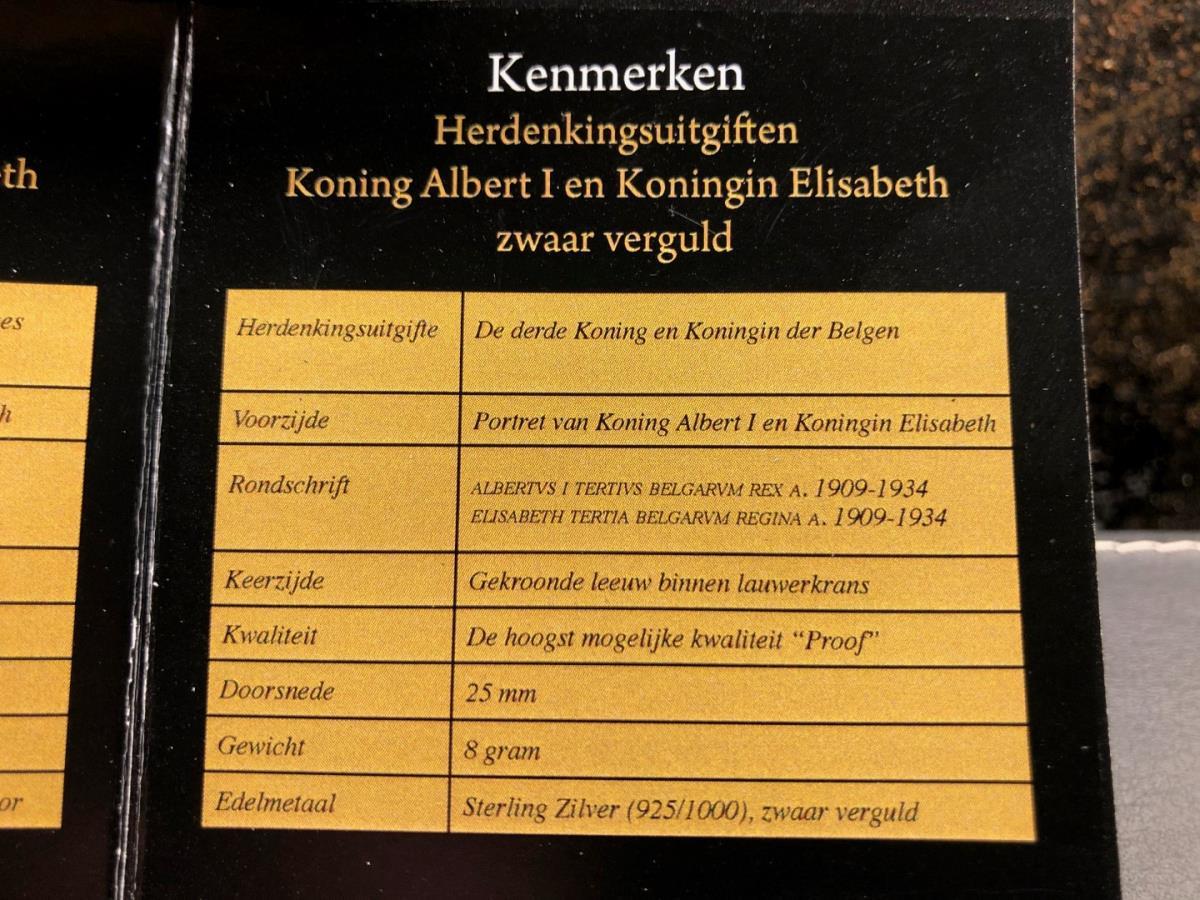 Kenmerken
Herdenkingsuitgiften
Koning Albert I en Koningin Elisabeth
zwaar verguld
Herdenkingsuitgifte De derde Koning en Koningin der Belgen
Voorzijde Portret van Koning Albert I en Koningin Elisabeth
Rondschrift ALBERTVS I TERTIVS BELGARVM REX A. 1909-1934
ELISABETH TERTIA BELGARVM REGINA A. 1909-1934
Keerzijde Gekroonde leeuw binnen lauwerkrans
Kwaliteit De hoogst mogelijke kwaliteit “Proof”
Doorsnede 25 mm
Gewicht 8 gram
Edelmetaal Sterling Zilver (925/1000), zwaar verguld